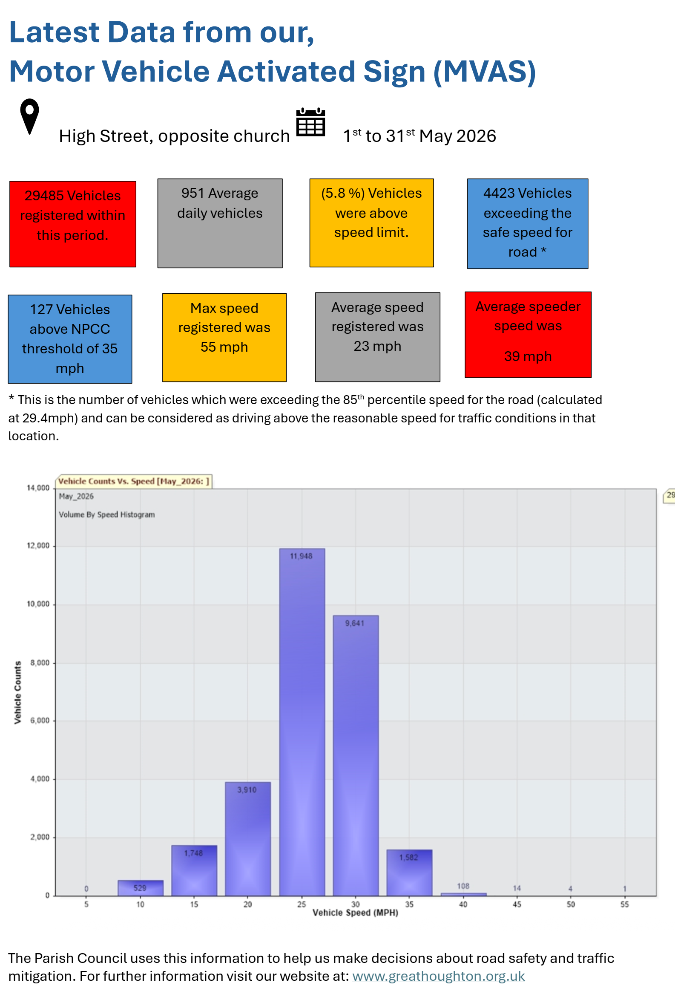 Latest Data from our,
Motor Vehicle Activated Sign (MVAS)
High Street, opposite church
1st to 31st May 2026
29485 Vehicles
registered within
this period.
951 Average
daily vehicles
(5.8 %) Vehicles
were above
speed limit.
4423 Vehicles
exceeding the
safe speed for
road *
127 Vehicles
above NPCC
threshold of 35
mph
Max speed
registered was
55 mph
Average speed
registered was
23 mph
Average speeder
speed was
39 mph
* This is the number of vehicles which were exceeding the 85th percentile speed for the road (calculated
at 29.4mph) and can be considered as driving above the reasonable speed for traffic conditions in that
location.
Vehicle Counts Vs. Speed [May_2026: ]
May_2026
Volume By Speed Histogram
29
Vehicle Counts
14,000
12,000
10,000
8,000
6,000
4,000
2,000
0
0
529
1,748
3,910
11,948
9,641
1,582
108
14
4
1
5 10 15 20 25 30 35 40 45 50 55
Vehicle Speed (MPH)
The Parish Council uses this information to help us make decisions about road safety and traffic
mitigation. For further information visit our website at: www.greathoughton.org.uk